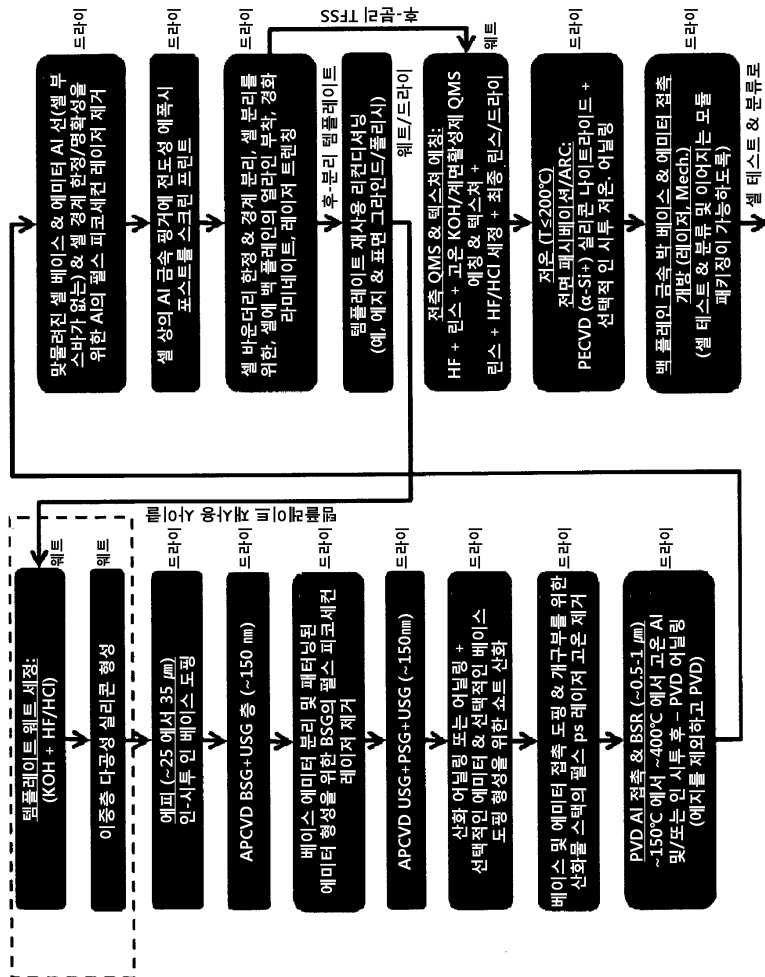 템플레이트 웨트 세정:
(KOH + HF/HCl)
웨트
이중층 다공성 실리콘 형성
웨트
에피 (~25 에서 35 μm)
인-시투 인 베이스 도핑
드라이
APCVD BSG+USG 층 (~150 nm)
드라이
베이스 에미터 분리 및 패터닝된
에미터 형성을 위한 BSG의 펄스 피코세컨
레이저 제거
드라이
APCVD USG+PSG+USG (~150nm)
드라이
산화 어닐링 또는 어닐링 +
선택적인 에미터 & 선택적인 베이스
도핑 형성을 위한 쇼트 산화
드라이
베이스 및 에미터 접촉 도핑 & 개구부를 위한
산화물 스택의 펄스 ps 레이저 고온 제거
드라이
PVD Al 접촉 & BSR (~0.5-1 μm)
~150℃ 에서 ~400℃ 에서 고온 Al
및/또는 인 시투 후 – PVD 어닐링
(에지를 제외하고 PVD)
드라이
템플레이트 재사용 사이클
맞물려진 셀 베이스 & 에미터 Al 선(셀 부
스바가 없는) & 셀 경계 한정/명확성을
위한 Al의 펄스 피코세컨 레이저 제거
드라이
셀 상의 Al 금속 핑거에 전도성 에폭시
포스트를 스크린 프린트
드라이
셀 바운더리 한정 & 경계 분리, 셀 분리를
위한, 셀에 백 플레인의 얼라인 부착, 경화
라미네이트, 레이저 트렌칭
드라이
후-분리 TFSS
후-분리 템플레이트
템플레이트 재사용 리컨디셔닝
(예, 에지 & 표면 그라인드/폴리시)
웨트/드라이
전측 QMS & 텍스쳐 에칭:
HF + 린스 + 고온 KOH/계면활성제 QMS
에칭 & 텍스쳐 +
린스 + HF/HCl 세정 + 최종 린스/드라이
웨트
저온 (T≤200℃)
전면 패시베이션/ARC:
PECVD (α-Si+) 실리콘 나이트라이드 +
선택적 인 시투 저온. 어닐링
드라이
백 플레인 금속 박 베이스 & 에미터 접촉
개방 (레이저, Mech.)
(셀 테스트 & 분류 및 이어지는 모듈
패키징이 가능하도록)
드라이
셀 테스트 & 분류로